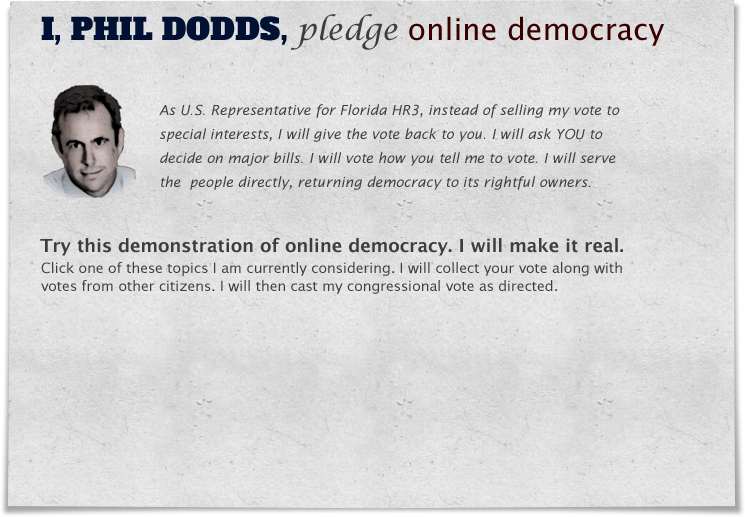 I, PHIL DODDS, pledge online democracy
As U.S. Representative for Florida HR3, instead of selling my vote to
special interests, I will give the vote back to you. I will ask YOU to
decide on major bills. I will vote how you tell me to vote. I will serve
the people directly, returning democracy to its rightful owners.
Try this demonstration of online democracy. I will make it real.
Click one of these topics I am currently considering. I will collect your vote along with
votes from other citizens. I will then cast my congressional vote as directed.